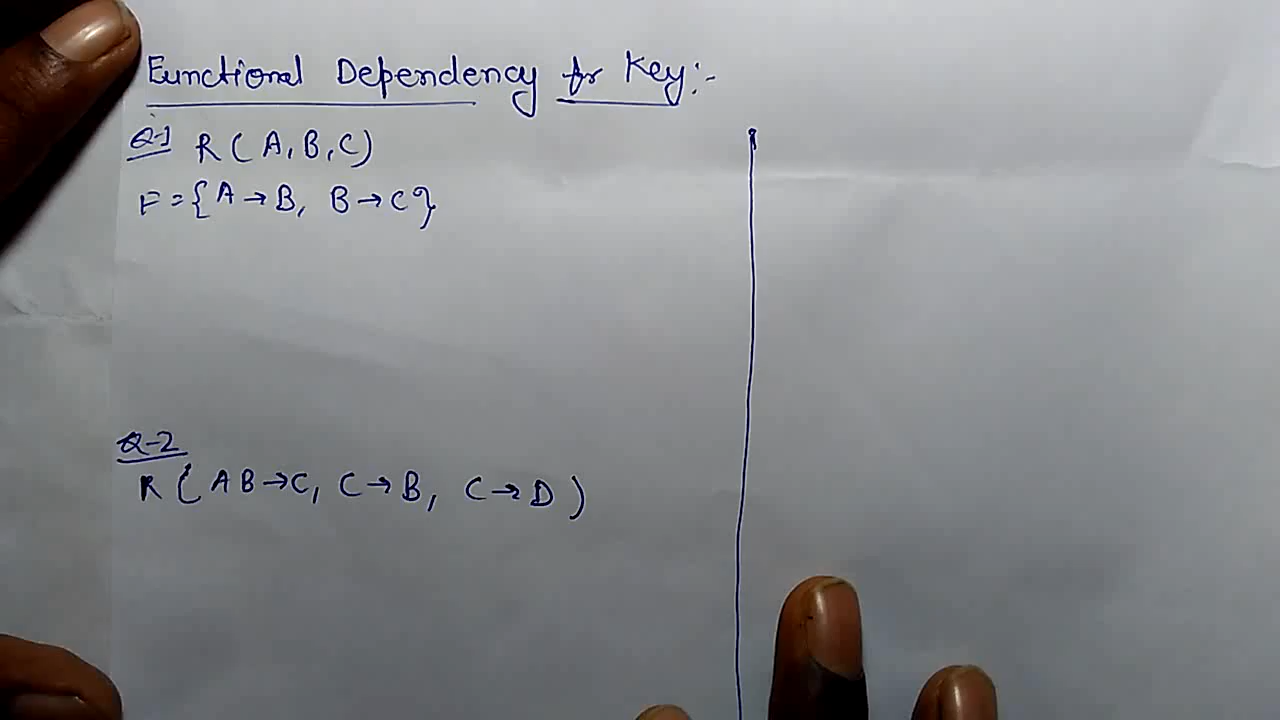 Functional Dependency for Key:-
Q-1 R(A,B,C)
F={A→B, B→C}
Q-2
R(AB→C, C→B, C→D)